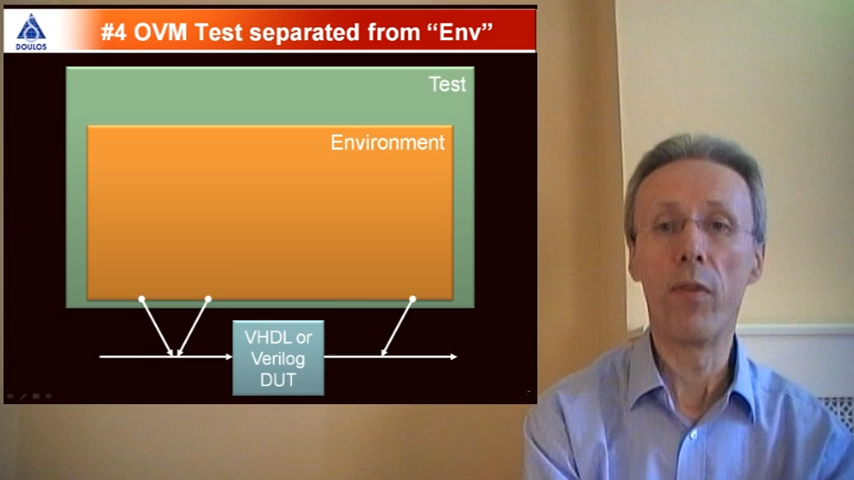 DOULOS
#4 OVM Test separated from “Env”
Test
Environment
VHDL or
Verilog
DUT